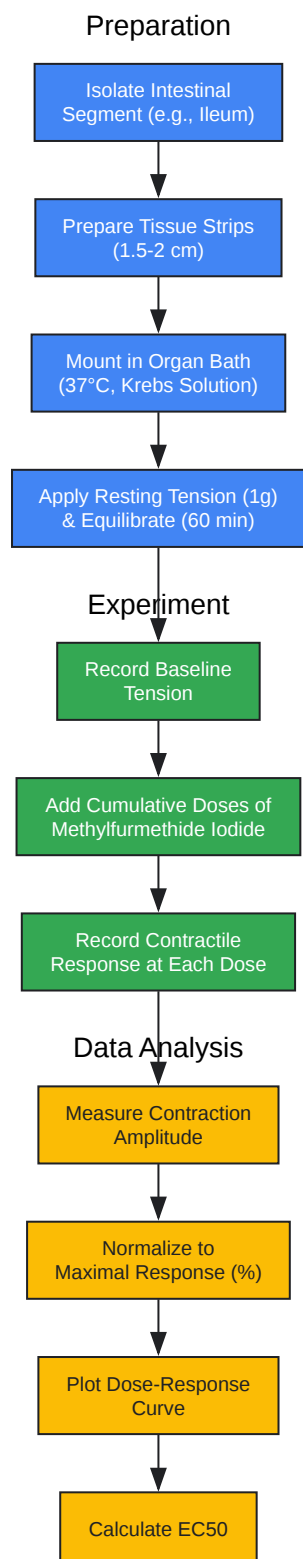 Preparation
Isolate Intestinal
Segment (e.g., Ileum)
Prepare Tissue Strips
(1.5-2 cm)
Mount in Organ Bath
(37°C, Krebs Solution)
Apply Resting Tension (1g)
& Equilibrate (60 min)
Experiment
Record Baseline
Tension
Add Cumulative Doses of
Methylfurmethide Iodide
Record Contractile
Response at Each Dose
Data Analysis
Measure Contraction
Amplitude
Normalize to
Maximal Response (%)
Plot Dose-Response
Curve
Calculate EC50